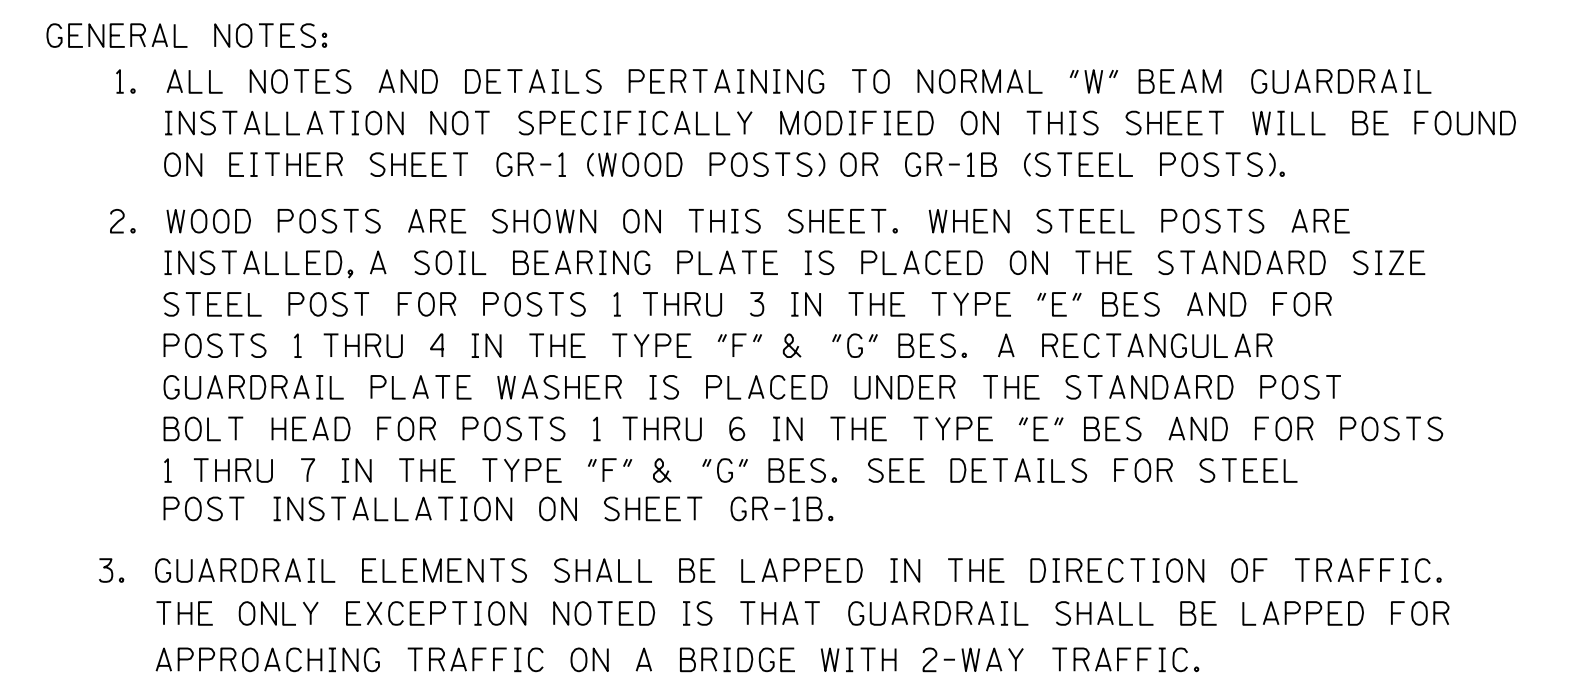 GENERAL NOTES:
1. ALL NOTES AND DETAILS PERTAINING TO NORMAL "W" BEAM GUARDRAIL
INSTALLATION NOT SPECIFICALLY MODIFIED ON THIS SHEET WILL BE FOUND
ON EITHER SHEET GR-1 (WOOD POSTS) OR GR-1B (STEEL POSTS).
2. WOOD POSTS ARE SHOWN ON THIS SHEET. WHEN STEEL POSTS ARE
INSTALLED, A SOIL BEARING PLATE IS PLACED ON THE STANDARD SIZE
STEEL POST FOR POSTS 1 THRU 3 IN THE TYPE "E" BES AND FOR
POSTS 1 THRU 4 IN THE TYPE "F" & "G" BES. A RECTANGULAR
GUARDRAIL PLATE WASHER IS PLACED UNDER THE STANDARD POST
BOLT HEAD FOR POSTS 1 THRU 6 IN THE TYPE "E" BES AND FOR POSTS
1 THRU 7 IN THE TYPE "F" & "G" BES. SEE DETAILS FOR STEEL
POST INSTALLATION ON SHEET GR-1B.
3. GUARDRAIL ELEMENTS SHALL BE LAPPED IN THE DIRECTION OF TRAFFIC.
THE ONLY EXCEPTION NOTED IS THAT GUARDRAIL SHALL BE LAPPED FOR
APPROACHING TRAFFIC ON A BRIDGE WITH 2-WAY TRAFFIC.